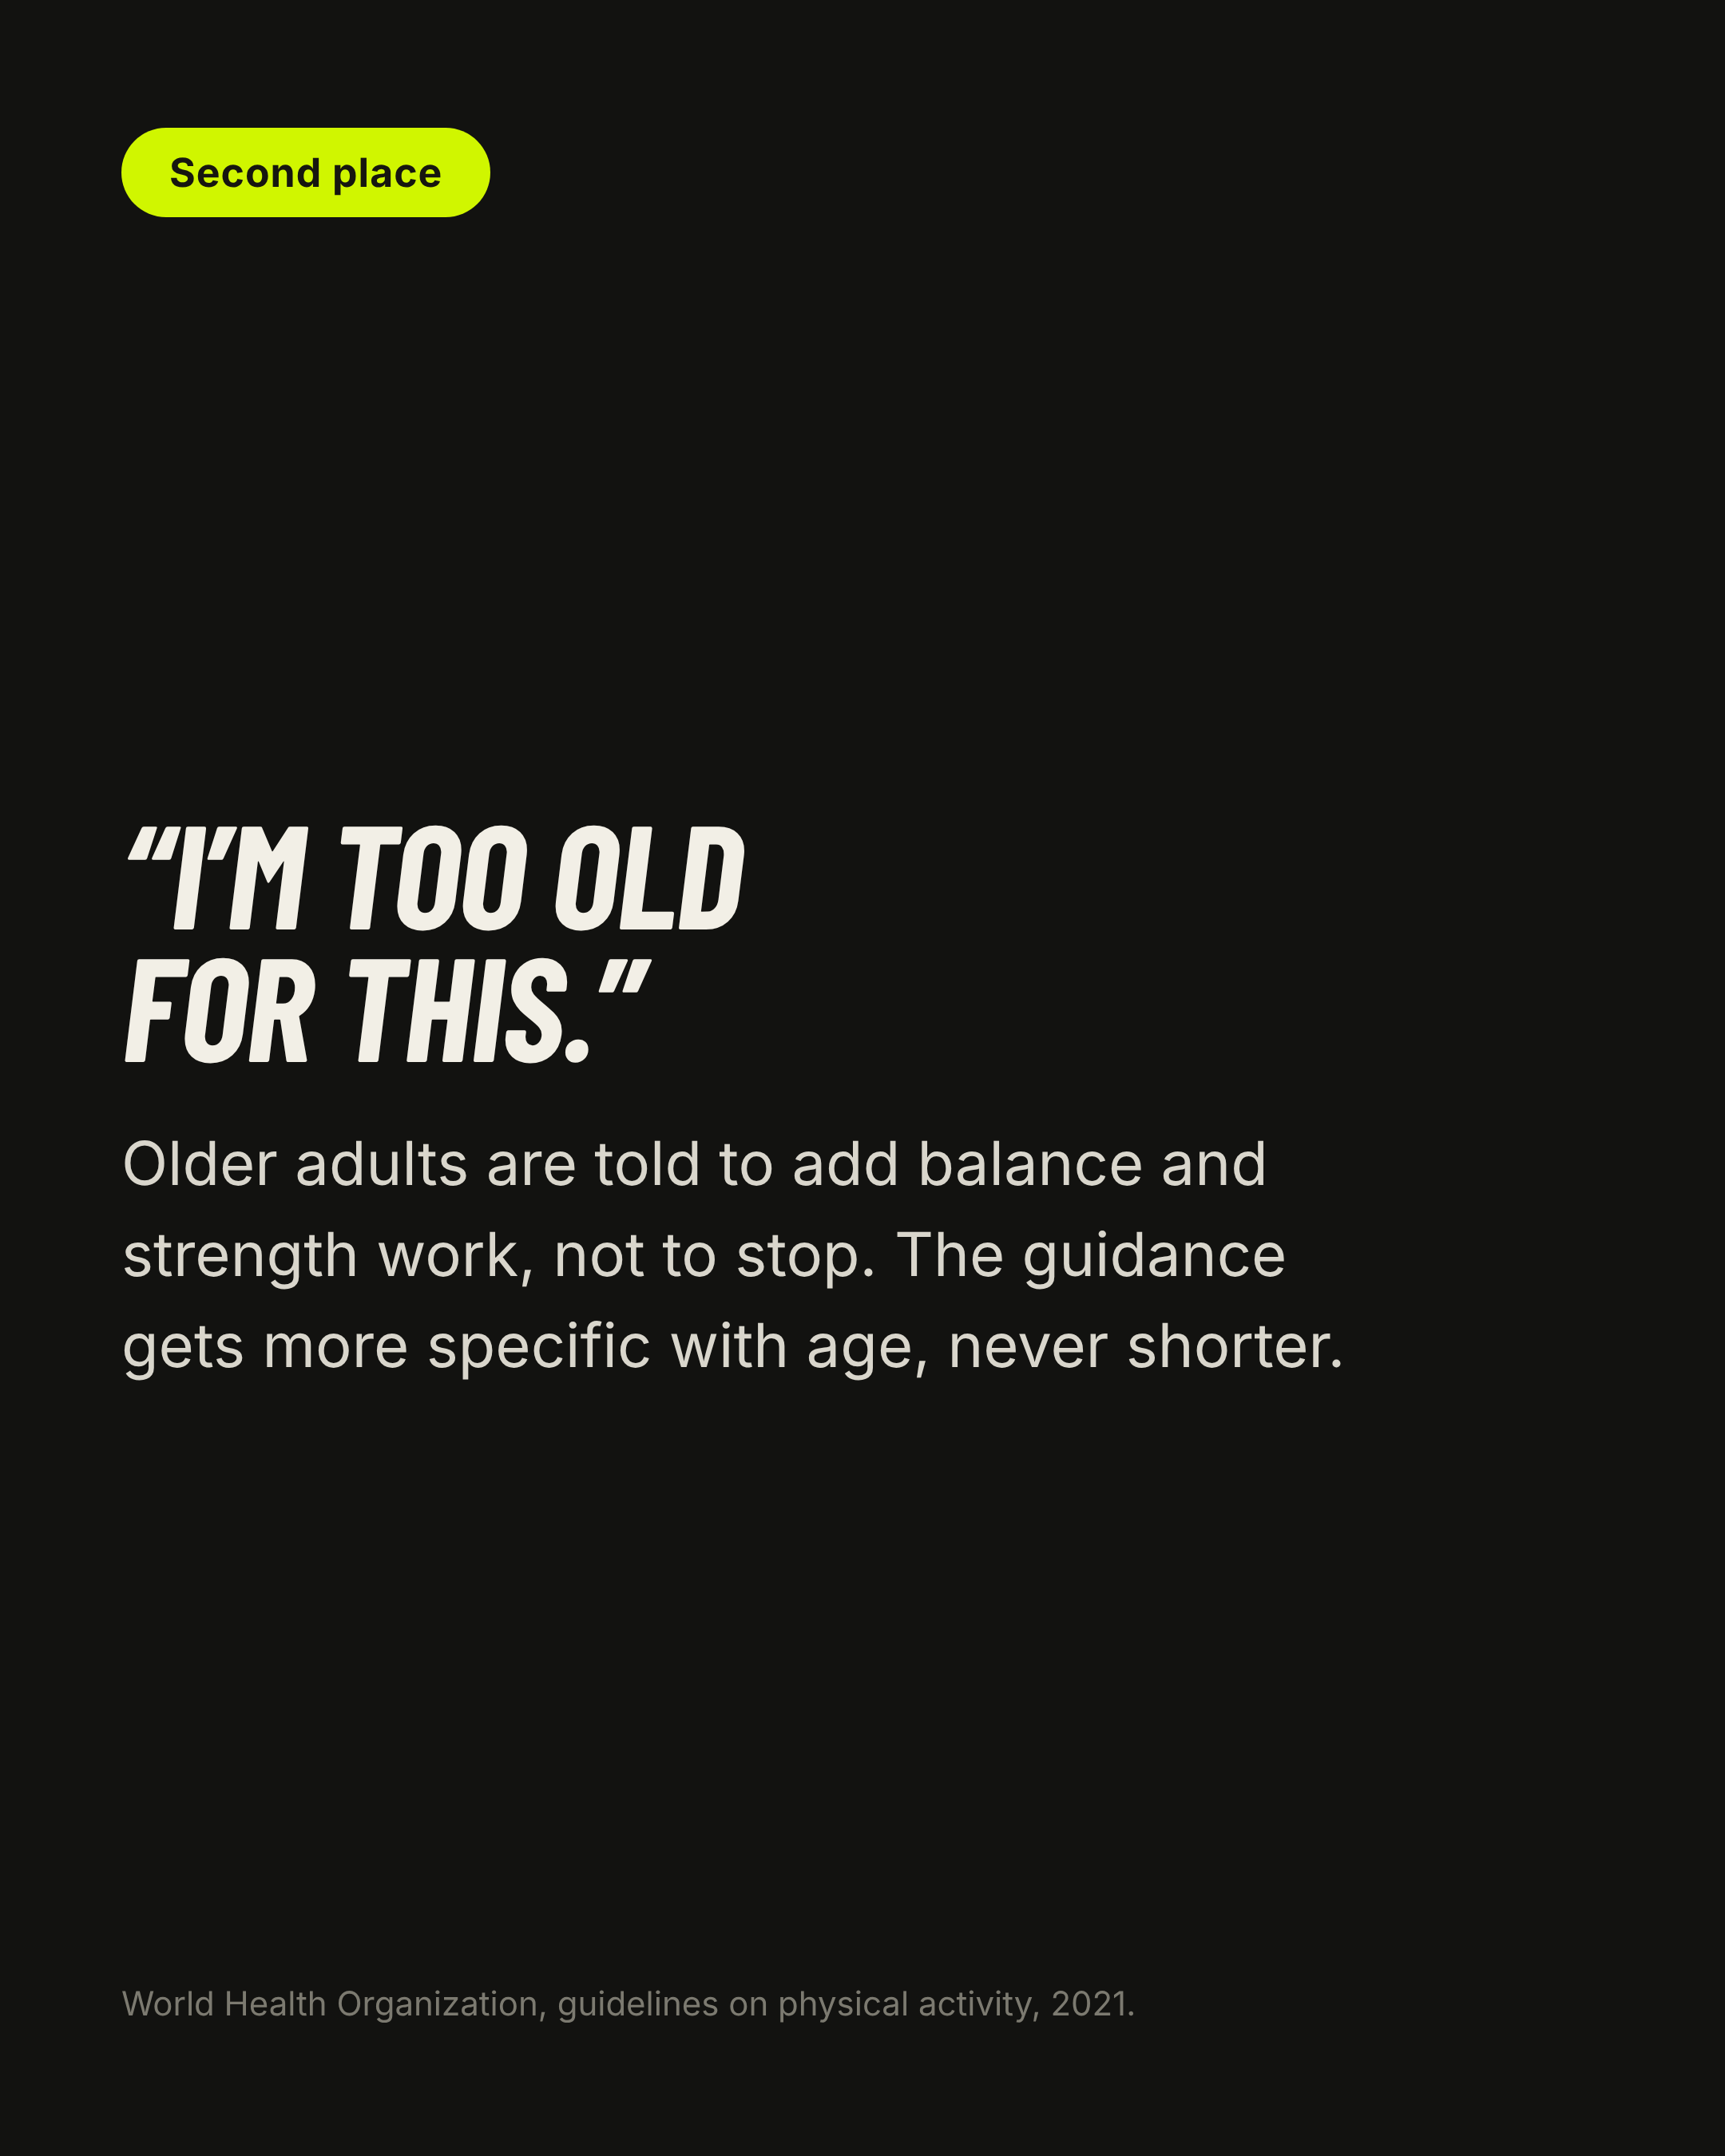 Second place
“I’M TOO OLD
FOR THIS.”
Older adults are told to add balance and
strength work, not to stop. The guidance
gets more specific with age, never shorter.
World Health Organization, guidelines on physical activity, 2021.